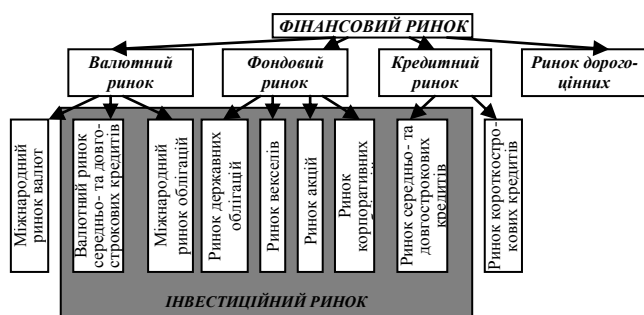 ФІНАНСОВИЙ РИНОК
Валютний
ринок
Фондовий
ринок
Кредитний
ринок
Ринок дорого-
цінних
Міжнародний
ринок валют
Валютний ринок
середньо- та довго-
строкових кредитів
Міжнародний
ринок облігацій
Ринок державних
облігацій
Ринок векселів
Ринок акцій
Ринок
корпоративних
Ринок середньо- та
довгострокових
кредитів
Ринок короткостро-
кових кредитів
ІНВЕСТИЦІЙНИЙ РИНОК